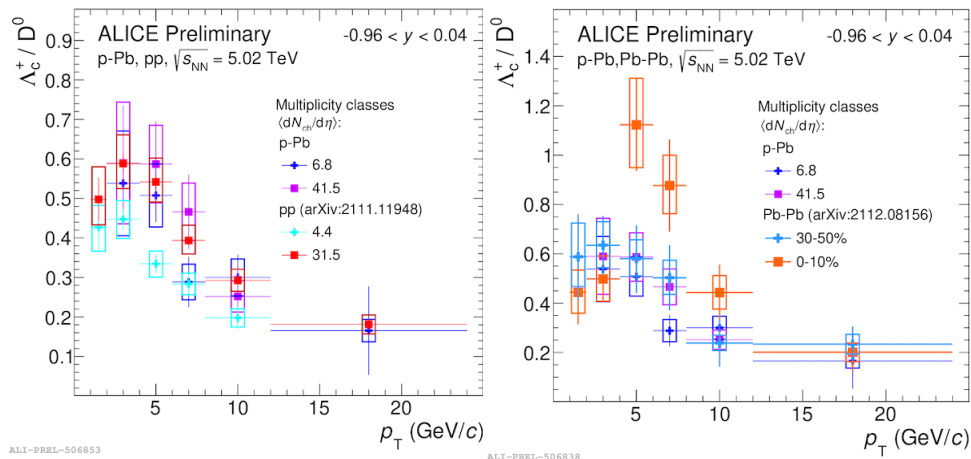 ALICE Preliminary
-0.96 < y < 0.04
p-Pb, pp, √sNN = 5.02 TeV
Multiplicity classes
⟨dNch/dη⟩:
p-Pb
6.8
41.5
pp (arXiv:2111.11948)
4.4
31.5
Λc+ / D0
0.9
0.8
0.7
0.6
0.5
0.4
0.3
0.2
0.1
5 10 15 20
pT (GeV/c)
ALI-PREL-506853
ALICE Preliminary
-0.96 < y < 0.04
p-Pb,Pb-Pb, √sNN = 5.02 TeV
Multiplicity classes
⟨dNch/dη⟩:
p-Pb
6.8
41.5
Pb-Pb (arXiv:2112.08156)
30-50%
0-10%
Λc+ / D0
1.6
1.4
1.2
1
0.8
0.6
0.4
0.2
5 10 15 20
pT (GeV/c)
ALI-PREL-506838